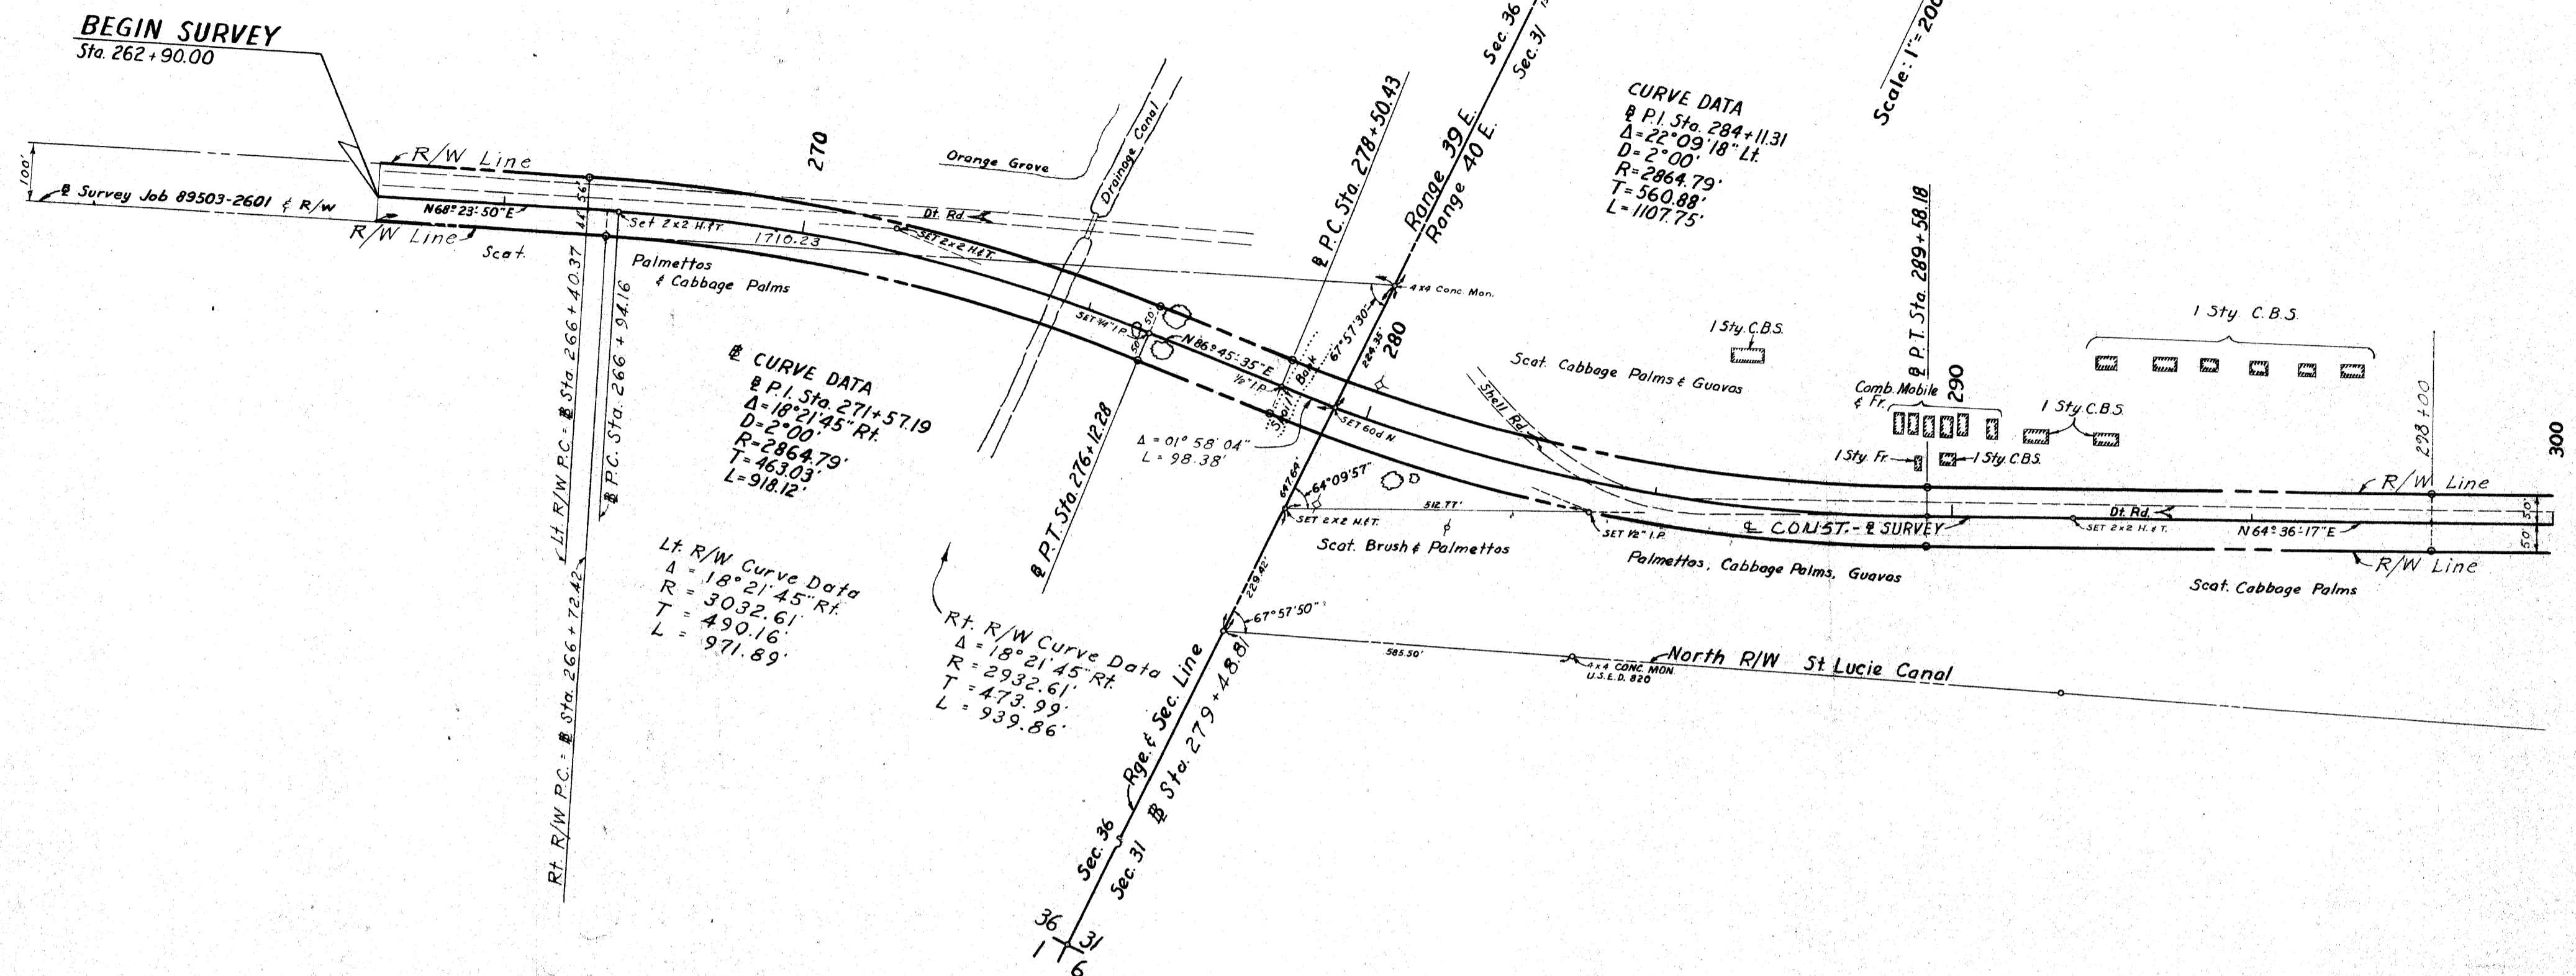 BEGIN SURVEY
Sta. 262+90.00
100'
℄ Survey Job 89503-2601 & R/W
R/W Line
N68°23'50"E
R/W Line
Scat.
44.56'
Set 2x2 H.&T.
1710.23
Palmettos
& Cabbage Palms
270
Orange Grove
Drainage Canal
Dt. Rd
SET 2x2 H.&T.
Lt. R/W P.C. = ℄ Sta. 266+40.37
℄ P.C. Sta. 266+94.16
Rt. R/W P.C. = ℄ Sta. 266+72.42
℄ CURVE DATA
℄ P.I. Sta. 271+57.19
Δ=18°21'45" Rt.
D=2°00'
R=2864.79'
T=463.03'
L=918.12'
Lt. R/W Curve Data
Δ = 18°21'45" Rt.
R = 3032.61'
T = 490.16'
L = 971.89'
Rt. R/W Curve Data
Δ = 18°21'45" Rt.
R = 2932.61'
T = 473.99'
L = 939.86'
SET 3/4" I.P.
50'
50'
N86°45'35"E
℄ P.T. Sta. 276+12.28
℄ P.C. Sta. 278+50.43
1/2" I.P.
Spoil Bank
Δ = 01°58'04"
L = 98.38'
67°57'30"
224.35'
4x4 Conc. Mon.
280
SET 60d N.
Sec. 36
Sec. 31
Range 39 E.
Range 40 E.
Scale: 1"=200
CURVE DATA
℄ P.I. Sta. 284+11.31
Δ=22°09'18" Lt.
D=2°00'
R=2864.79'
T=560.88'
L=1107.75'
647.64'
64°09'57"
512.77'
SET 2x2 H.&T.
Scat. Brush & Palmettos
229.42'
67°57'50"
585.50'
4x4 CONC. MON.
U.S.E.D. 820
North R/W St. Lucie Canal
Rge. & Sec. Line
℄ Sta. 279+48.81
Sec. 36
Sec. 31
36
31
1
6
Shell Rd.
Scat. Cabbage Palms & Guavas
1 Sty. C.B.S.
SET 1/2" I.P.
Palmettos, Cabbage Palms, Guavas
℄ CONST.-℄ SURVEY
℄ P.T. Sta. 289+58.18
290
Comb. Mobile
& Fr.
1 Sty. Fr.
1 Sty. C.B.S.
1 Sty. C.B.S.
1 Sty. C.B.S.
Dt. Rd.
SET 2x2 H.&T.
N64°36'17"E
R/W Line
R/W Line
298+00
50'
50'
300
Scat. Cabbage Palms